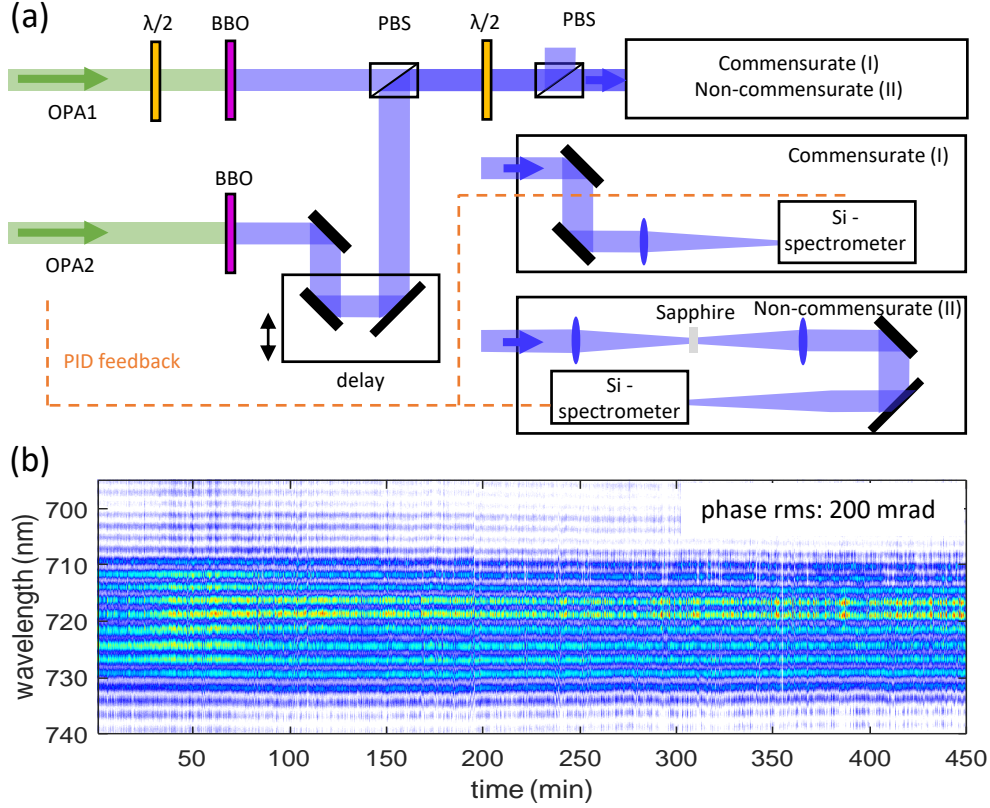 (a)
λ/2
BBO
PBS
λ/2
PBS
OPA1
Commensurate (I)
Non-commensurate (II)
BBO
OPA2
Commensurate (I)
Si -
spectrometer
PID feedback
delay
Sapphire
Non-commensurate (II)
Si -
spectrometer
(b)
phase rms: 200 mrad
wavelength (nm)
700
710
720
730
740
50
100
150
200
250
300
350
400
450
time (min)